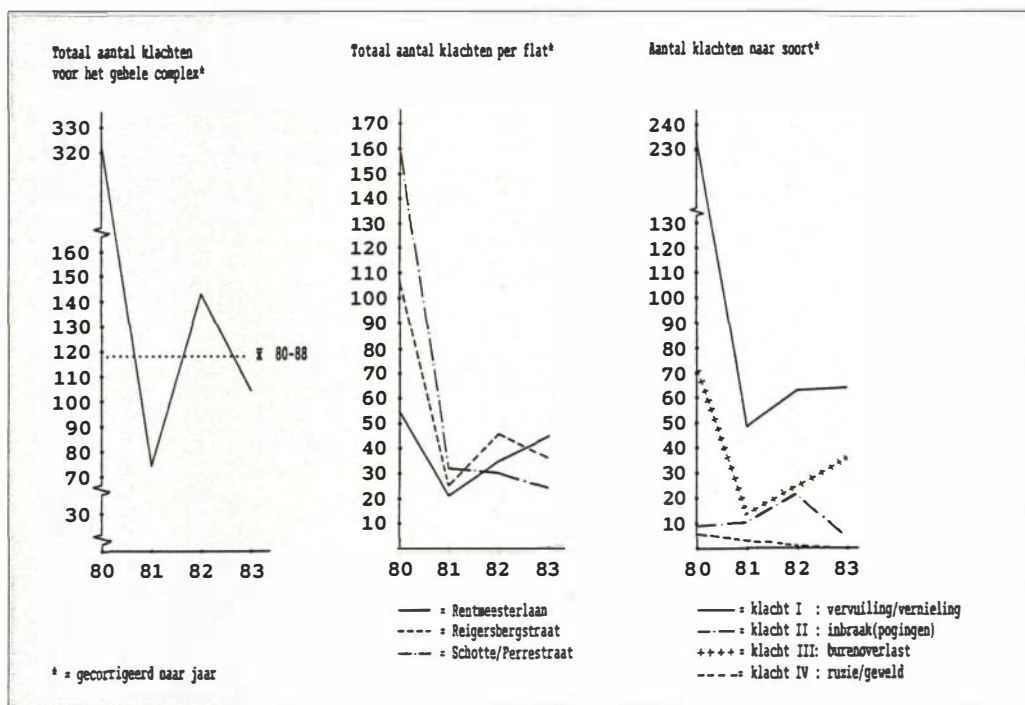 Totaal aantal klachten
voor het gehele complex*
330
320
160
150
140
130
120
110
100
90
80
70
30
80 81 82 83
x̄ 80-88
* = gecorrigeerd naar jaar
Totaal aantal klachten per flat*
170
160
150
140
130
120
110
100
90
80
70
60
50
40
30
20
10
80 81 82 83
= Rentmeesterlaan
= Reigersbergstraat
= Schotte/Perrestraat
Aantal klachten naar soort*
240
230
130
120
110
100
90
80
70
60
50
40
30
20
10
80 81 82 83
= klacht I : vervuiling/vernieling
= klacht II : inbraak(pogingen)
= klacht III: burenoverlast
= klacht IV : ruzie/geweld